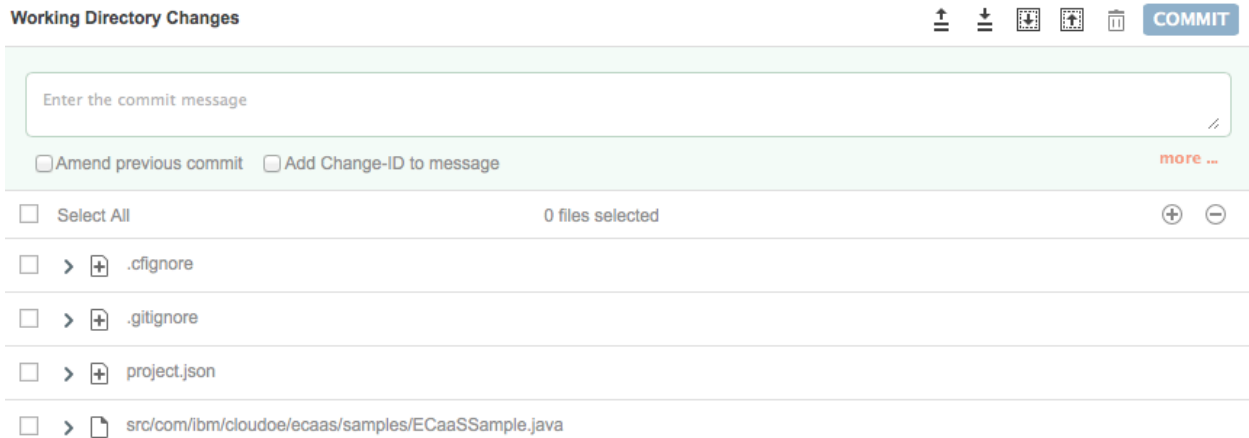 Working Directory Changes COMMIT
Enter the commit message
Amend previous commit Add Change-ID to message more ...
Select All 0 files selected
.cfignore
.gitignore
project.json
src/com/ibm/cloudoe/ecaas/samples/ECaaSSample.java